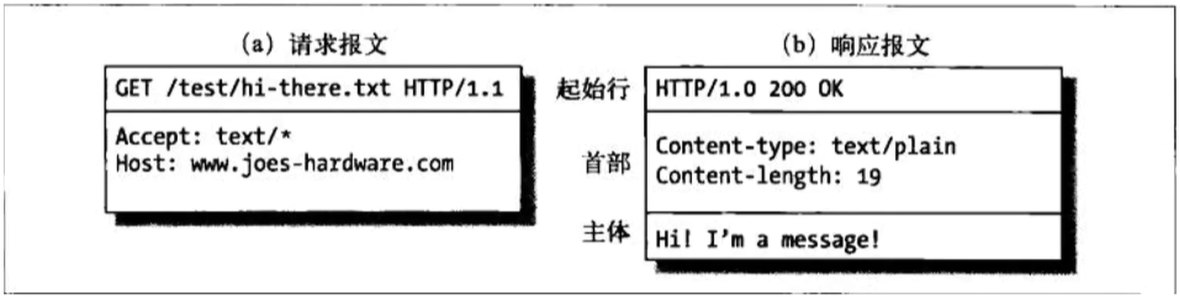 (a) 请求报文
GET /test/hi-there.txt HTTP/1.1
Accept: text/*
Host: www.joes-hardware.com
起始行
首部
主体
(b) 响应报文
HTTP/1.0 200 OK
Content-type: text/plain
Content-length: 19
Hi! I'm a message!